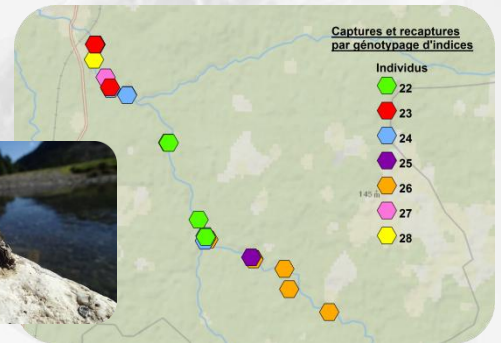 Captures et recaptures
par génotypage d'indices
Individus
22
23
24
25
26
27
28
145 m